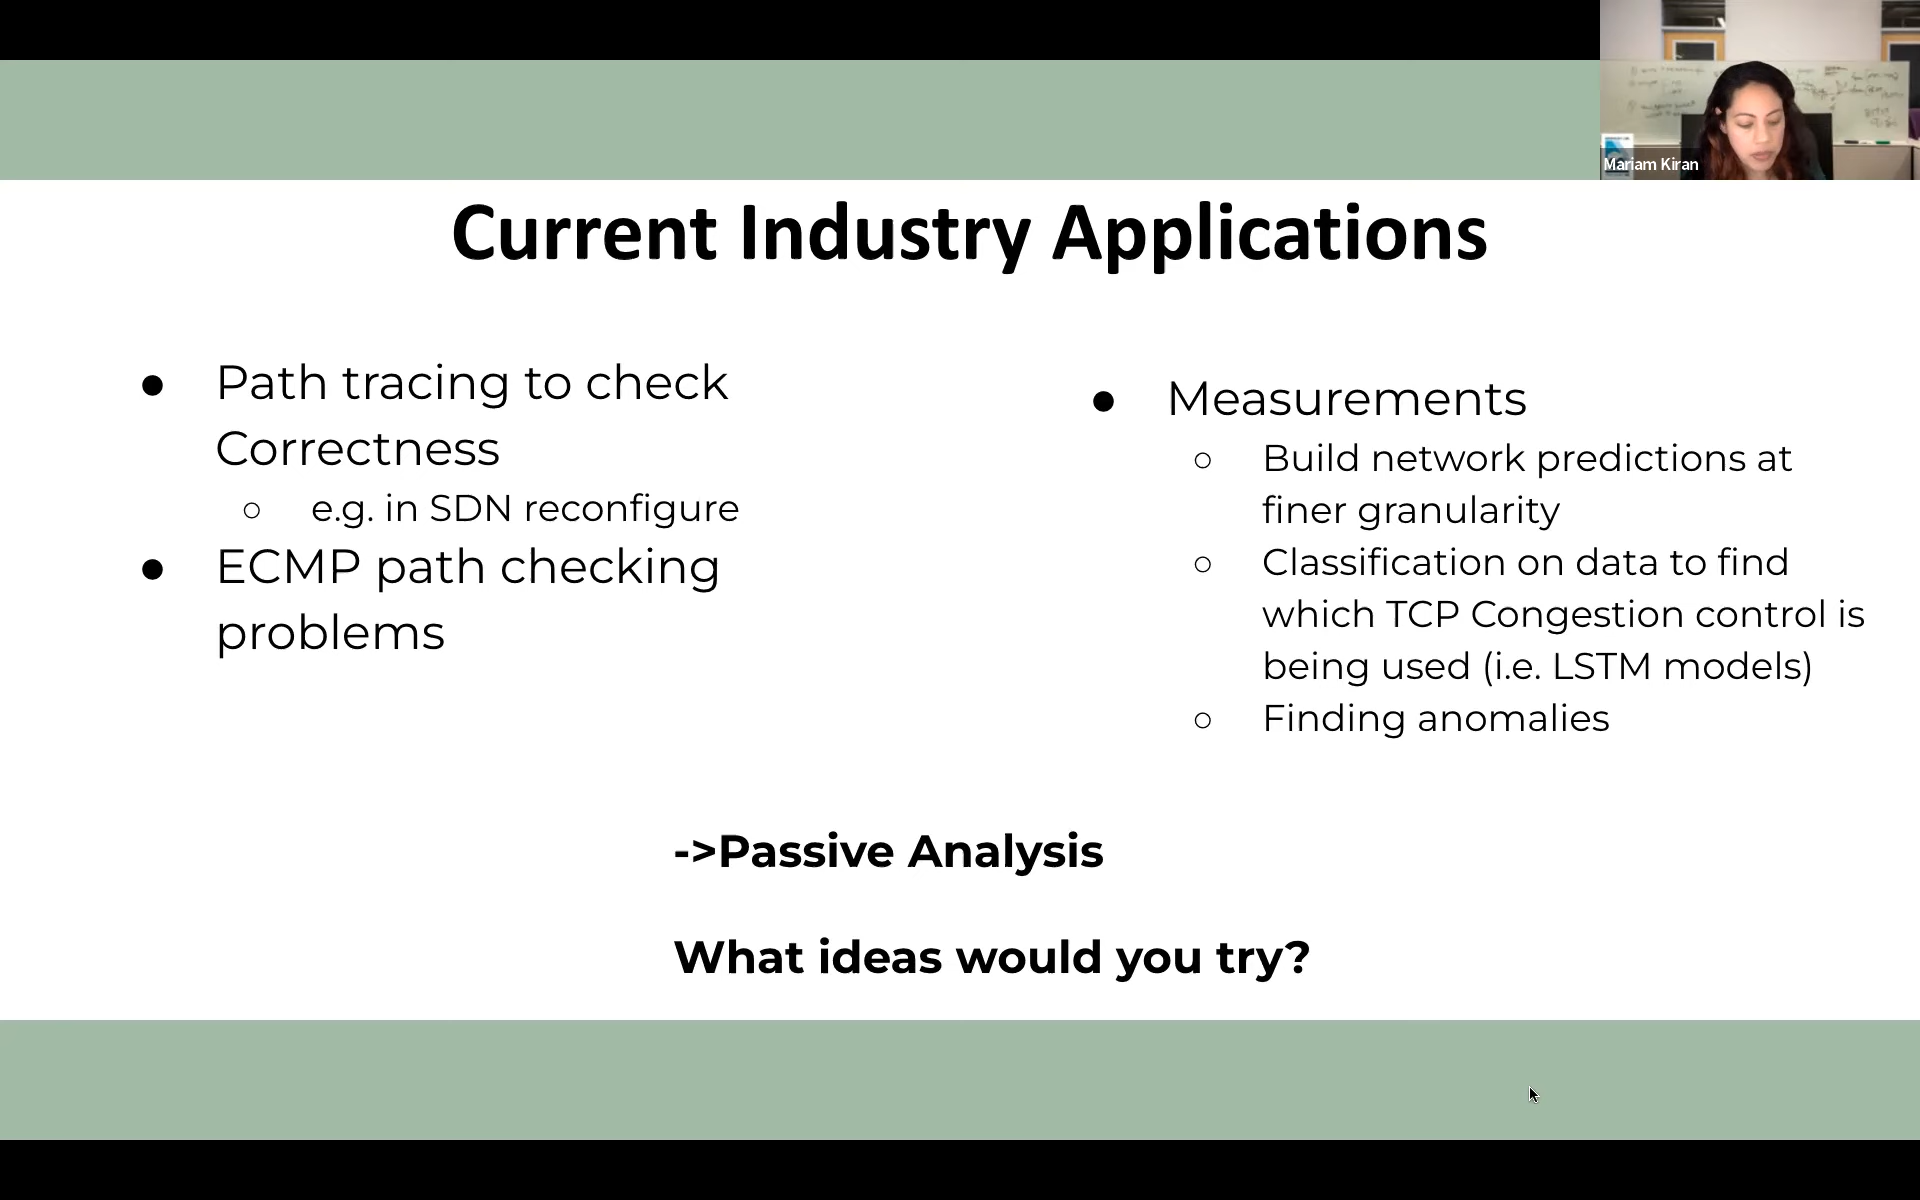 Mariam Kiran
Current Industry Applications
● Path tracing to check
Correctness
○ e.g. in SDN reconfigure
● ECMP path checking
problems
● Measurements
○ Build network predictions at
finer granularity
○ Classification on data to find
which TCP Congestion control is
being used (i.e. LSTM models)
○ Finding anomalies
->Passive Analysis
What ideas would you try?